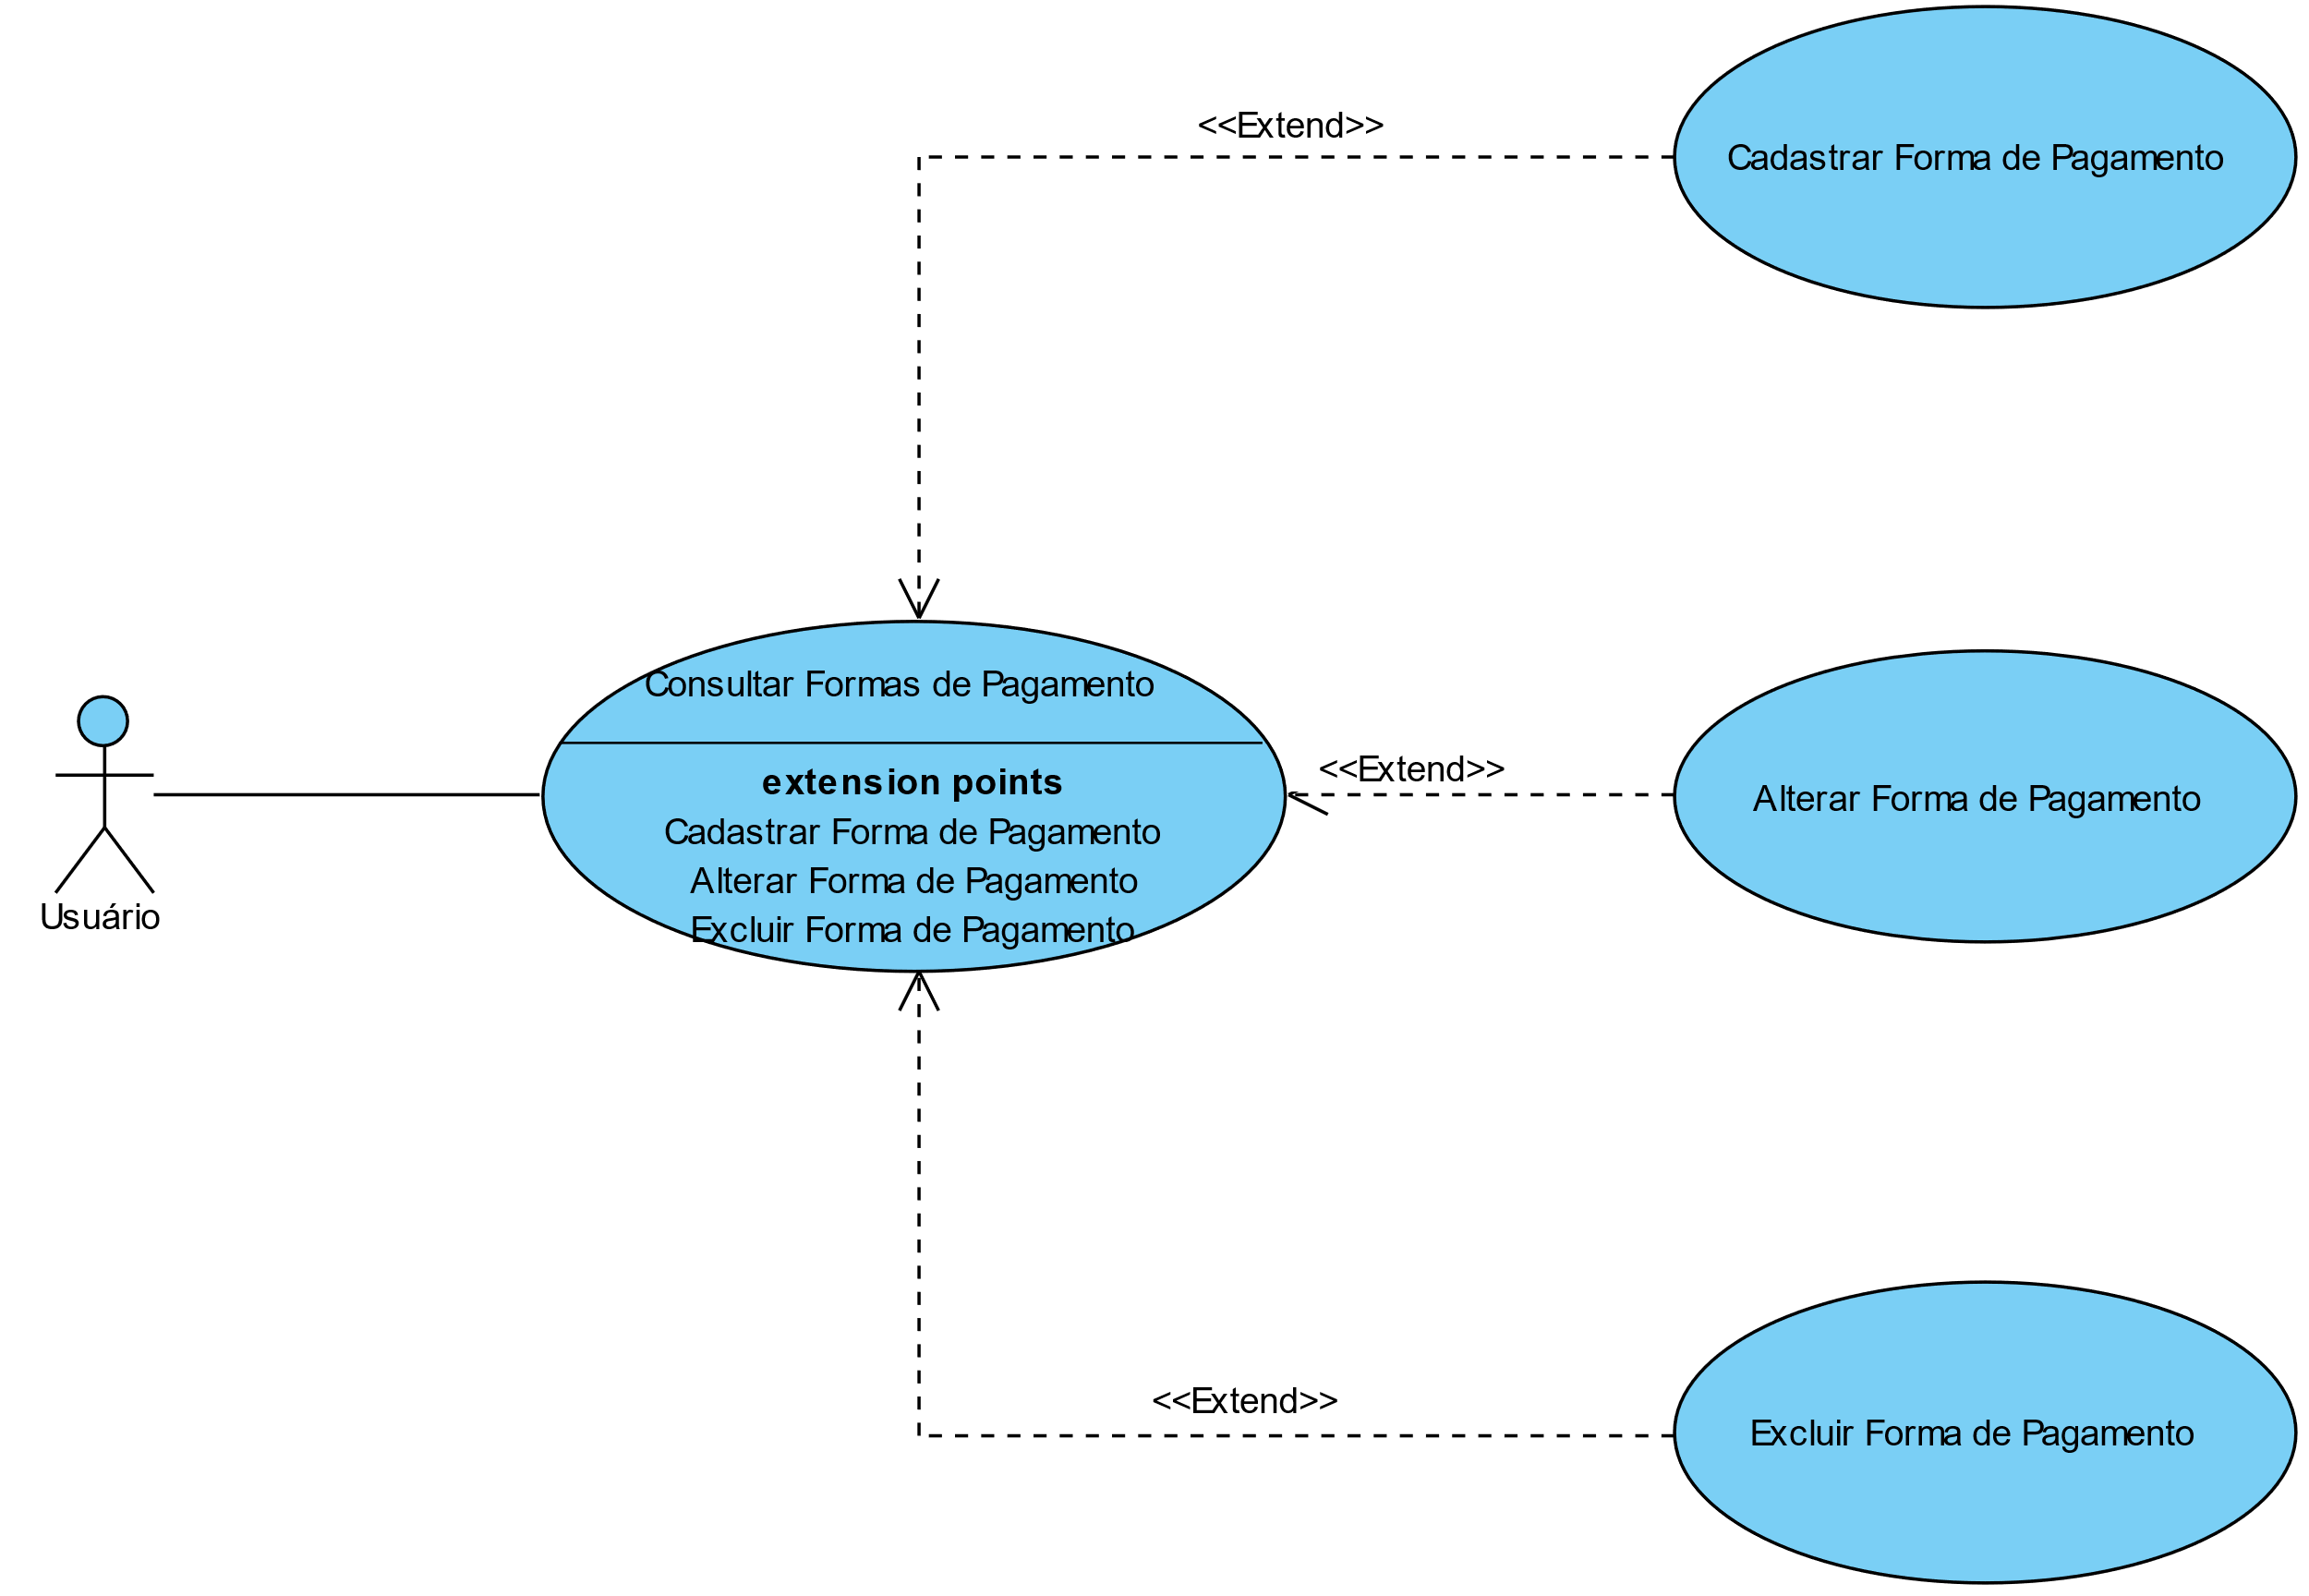 <<Extend>>
Cadastrar Forma de Pagamento
Consultar Formas de Pagamento
extension points
Cadastrar Forma de Pagamento
Alterar Forma de Pagamento
Excluir Forma de Pagamento
<<Extend>>
Alterar Forma de Pagamento
Usuário
<<Extend>>
Excluir Forma de Pagamento